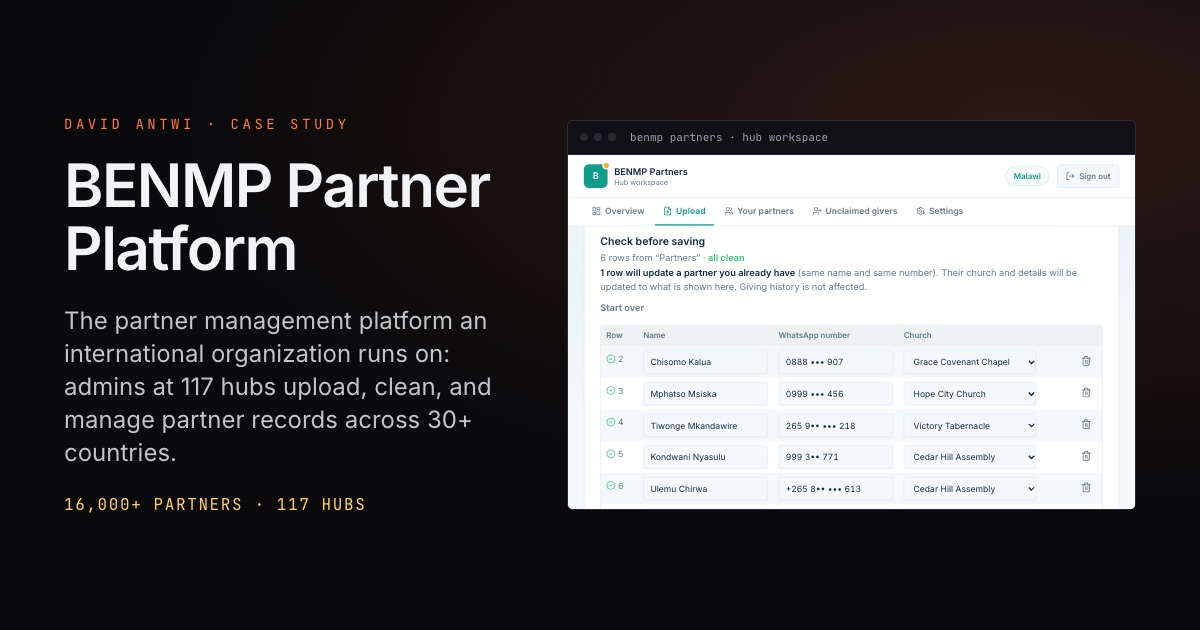 DAVID ANTWI · CASE STUDY
BENMP Partner
Platform
The partner management platform an
international organization runs on:
admins at 117 hubs upload, clean, and
manage partner records across 30+
countries.
16,000+ PARTNERS · 117 HUBS
benmp partners · hub workspace
B
BENMP Partners
Hub workspace
Malawi
Sign out
Overview
Upload
Your partners
Unclaimed givers
Settings
Check before saving
6 rows from “Partners” · all clean
1 row will update a partner you already have (same name and same number). Their church and details will be
updated to what is shown here. Giving history is not affected.
Start over
Row Name WhatsApp number Church
2 Chisomo Kalua 0888 ••• 907 Grace Covenant Chapel
3 Mphatso Msiska 0999 ••• 456 Hope City Church
4 Tiwonge Mkandawire 265 9•• ••• 218 Victory Tabernacle
5 Kondwani Nyasulu 999 3•• 771 Cedar Hill Assembly
6 Ulemu Chirwa +265 8•• ••• 613 Cedar Hill Assembly